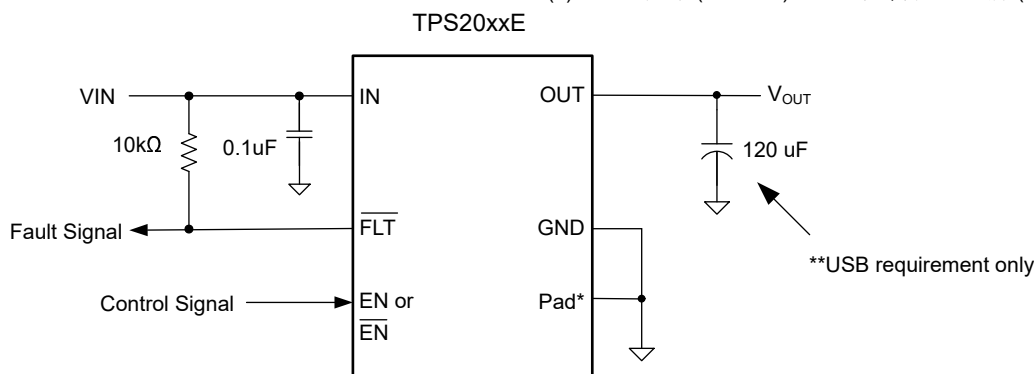 TPS20xxE
VIN
IN
OUT
VOUT
10kΩ
0.1uF
120 uF
Fault Signal
FLT
GND
**USB requirement only
Control Signal
EN or
EN
Pad*